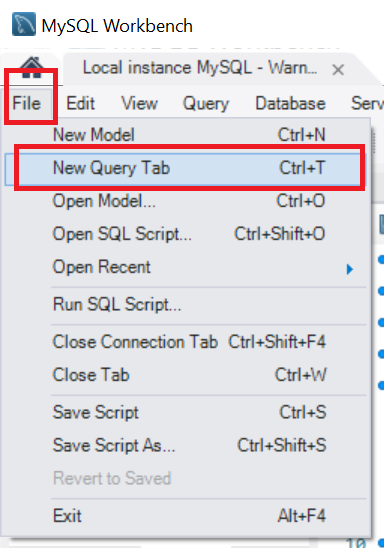 MySQL Workbench
Local instance MySQL - Warn...
File Edit View Query Database Serv
New Model Ctrl+N
New Query Tab Ctrl+T
Open Model... Ctrl+O
Open SQL Script... Ctrl+Shift+O
Open Recent
Run SQL Script...
Close Connection Tab Ctrl+Shift+F4
Close Tab Ctrl+W
Save Script Ctrl+S
Save Script As... Ctrl+Shift+S
Revert to Saved
Exit Alt+F4
10